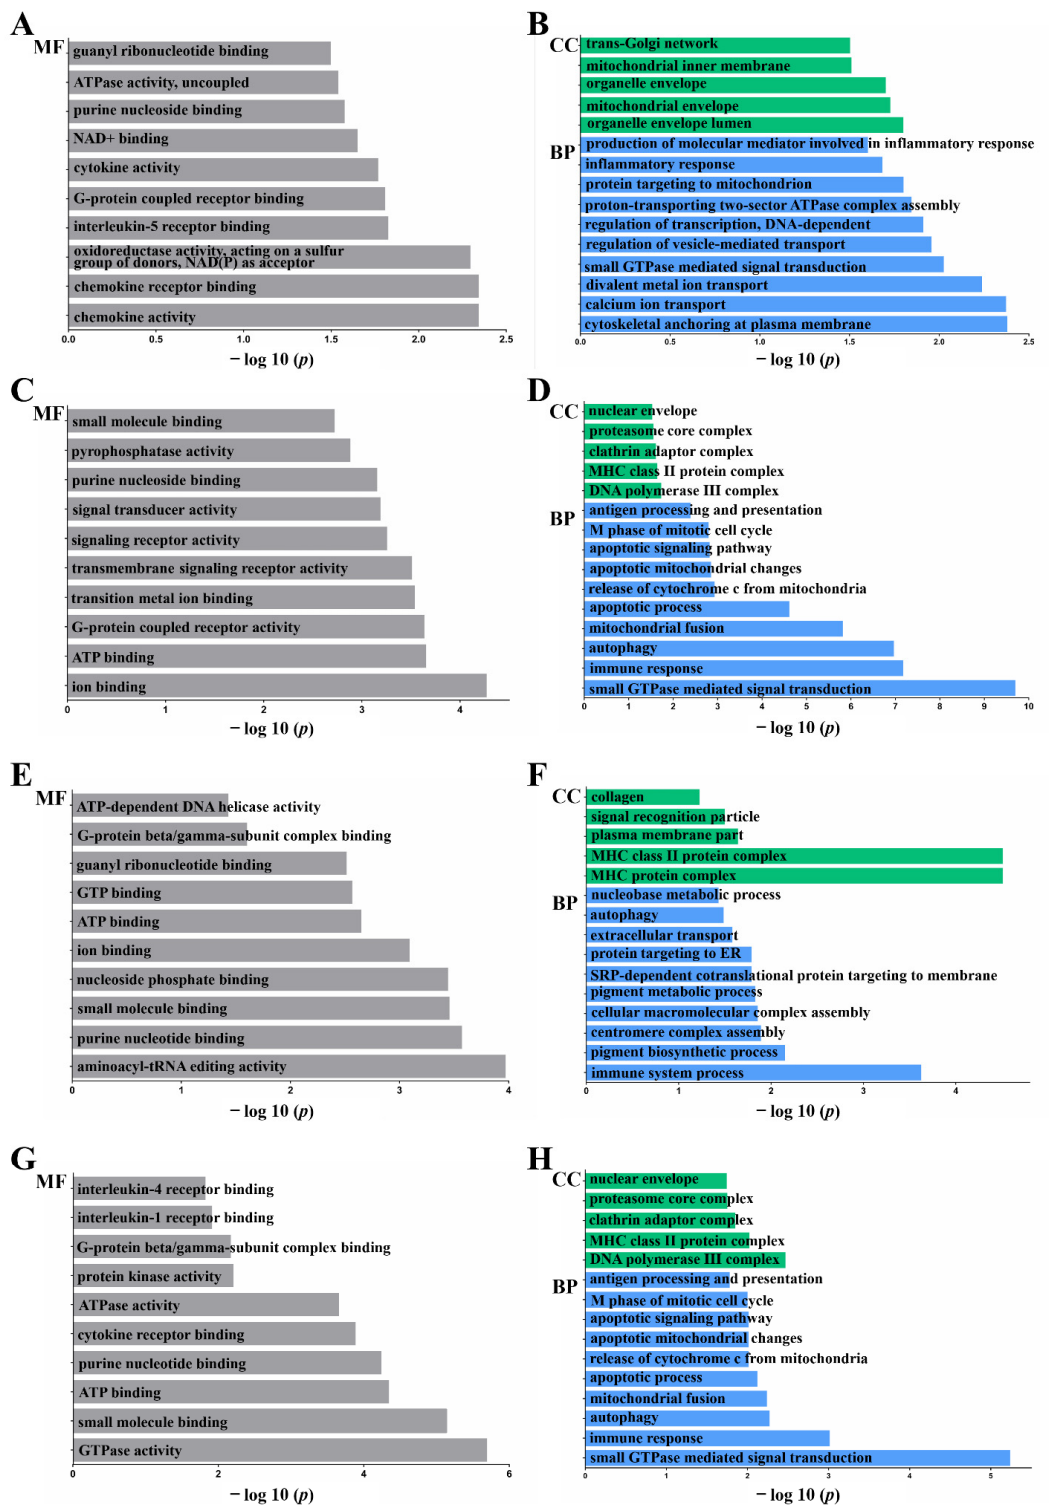 A
MF
guanyl ribonucleotide binding
ATPase activity, uncoupled
purine nucleoside binding
NAD+ binding
cytokine activity
G-protein coupled receptor binding
interleukin-5 receptor binding
oxidoreductase activity, acting on a sulfur
group of donors, NAD(P) as acceptor
chemokine receptor binding
chemokine activity
0.0 0.5 1.0 1.5 2.0 2.5
− log 10 (p)
B
CC
trans-Golgi network
mitochondrial inner membrane
organelle envelope
mitochondrial envelope
organelle envelope lumen
BP
production of molecular mediator involved in inflammatory response
inflammatory response
protein targeting to mitochondrion
proton-transporting two-sector ATPase complex assembly
regulation of transcription, DNA-dependent
regulation of vesicle-mediated transport
small GTPase mediated signal transduction
divalent metal ion transport
calcium ion transport
cytoskeletal anchoring at plasma membrane
0.0 0.5 1.0 1.5 2.0 2.5
− log 10 (p)
C
MF
small molecule binding
pyrophosphatase activity
purine nucleoside binding
signal transducer activity
signaling receptor activity
transmembrane signaling receptor activity
transition metal ion binding
G-protein coupled receptor activity
ATP binding
ion binding
0 1 2 3 4
− log 10 (p)
D
CC
nuclear envelope
proteasome core complex
clathrin adaptor complex
MHC class II protein complex
DNA polymerase III complex
BP
antigen processing and presentation
M phase of mitotic cell cycle
apoptotic signaling pathway
apoptotic mitochondrial changes
release of cytochrome c from mitochondria
apoptotic process
mitochondrial fusion
autophagy
immune response
small GTPase mediated signal transduction
0 1 2 3 4 5 6 7 8 9 10
− log 10 (p)
E
MF
ATP-dependent DNA helicase activity
G-protein beta/gamma-subunit complex binding
guanyl ribonucleotide binding
GTP binding
ATP binding
ion binding
nucleoside phosphate binding
small molecule binding
purine nucleotide binding
aminoacyl-tRNA editing activity
0 1 2 3 4
− log 10 (p)
F
CC
collagen
signal recognition particle
plasma membrane part
MHC class II protein complex
MHC protein complex
BP
nucleobase metabolic process
autophagy
extracellular transport
protein targeting to ER
SRP-dependent cotranslational protein targeting to membrane
pigment metabolic process
cellular macromolecular complex assembly
centromere complex assembly
pigment biosynthetic process
immune system process
0 1 2 3 4
− log 10 (p)
G
MF
interleukin-4 receptor binding
interleukin-1 receptor binding
G-protein beta/gamma-subunit complex binding
protein kinase activity
ATPase activity
cytokine receptor binding
purine nucleotide binding
ATP binding
small molecule binding
GTPase activity
0 2 4 6
− log 10 (p)
H
CC
nuclear envelope
proteasome core complex
clathrin adaptor complex
MHC class II protein complex
DNA polymerase III complex
BP
antigen processing and presentation
M phase of mitotic cell cycle
apoptotic signaling pathway
apoptotic mitochondrial changes
release of cytochrome c from mitochondria
apoptotic process
mitochondrial fusion
autophagy
immune response
small GTPase mediated signal transduction
0 1 2 3 4 5
− log 10 (p)